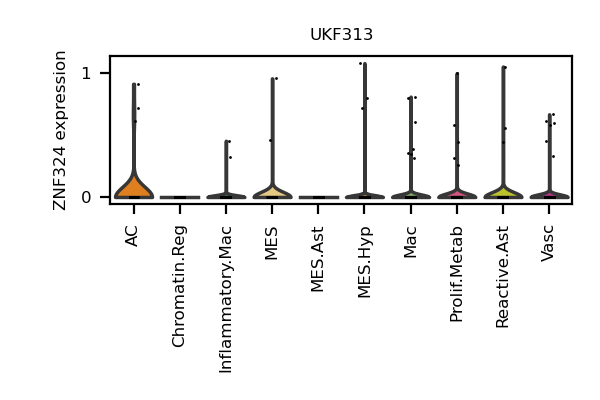 UKF313
ZNF324 expression
1
0
AC
Chromatin.Reg
Inflammatory.Mac
MES
MES.Ast
MES.Hyp
Mac
Prolif.Metab
Reactive.Ast
Vasc